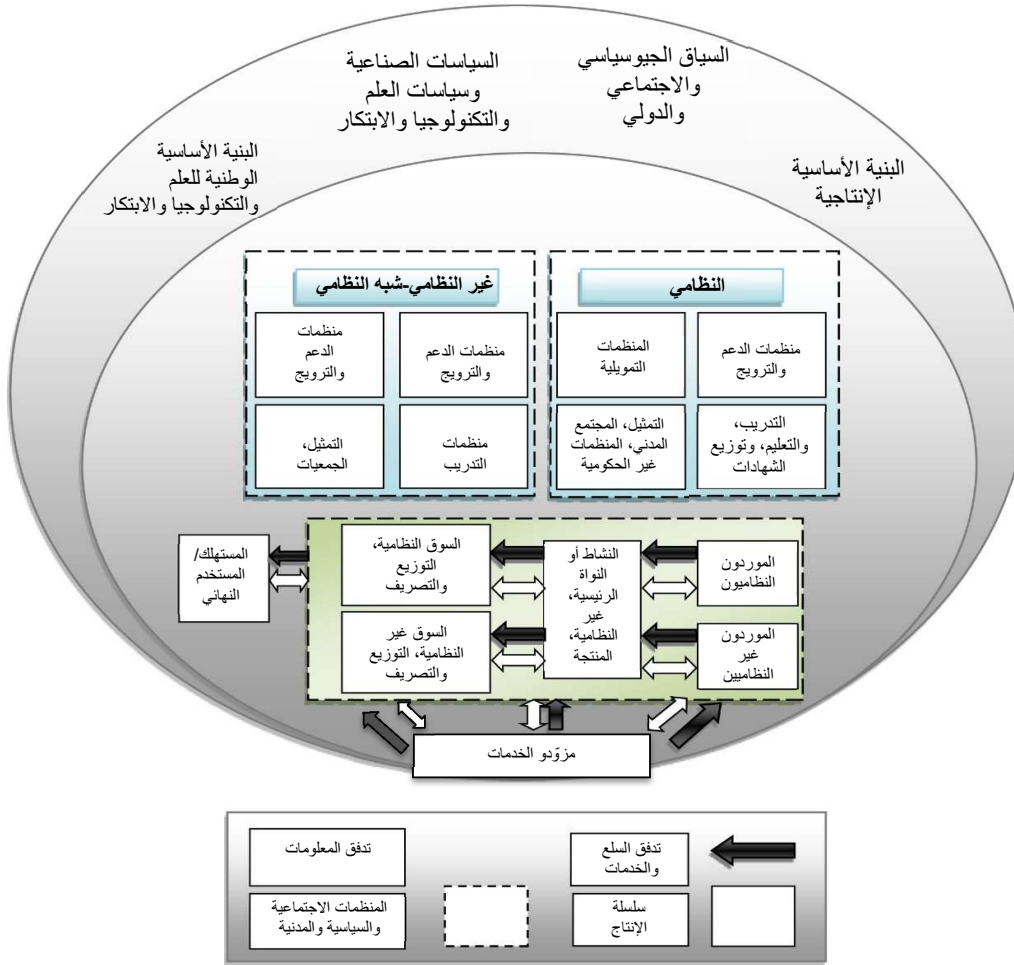 السياق الجيوسياسي
والاجتماعي
والدولي
السياسات الصناعية
وسياسات العلم
والتكنولوجيا والابتكار
البنية الأساسية
الإنتاجية
البنية الأساسية
الوطنية للعلم
والتكنولوجيا والابتكار
النظامي
منظمات الدعم
والترويج
المنظمات
التمويلية
التدريب،
والتعليم، وتوزيع
الشهادات
التمثيل، المجتمع
المدني، المنظمات
غير الحكومية
غير النظامي-شبه النظامي
منظمات الدعم
والترويج
منظمات
الدعم
والترويج
منظمات
التدريب
التمثيل،
الجمعيات
الموردون
النظاميون
الموردون
غير
النظاميين
النشاط أو
النواة
الرئيسية،
غير
النظامية،
المنتجة
السوق النظامية،
التوزيع
والتصريف
السوق غير
النظامية، التوزيع
والتصريف
المستهلك/
المستخدم
النهائي
مزوّدو الخدمات
تدفق السلع
والخدمات
تدفق المعلومات
سلسلة
الإنتاج
المنظمات الاجتماعية
والسياسية والمدنية